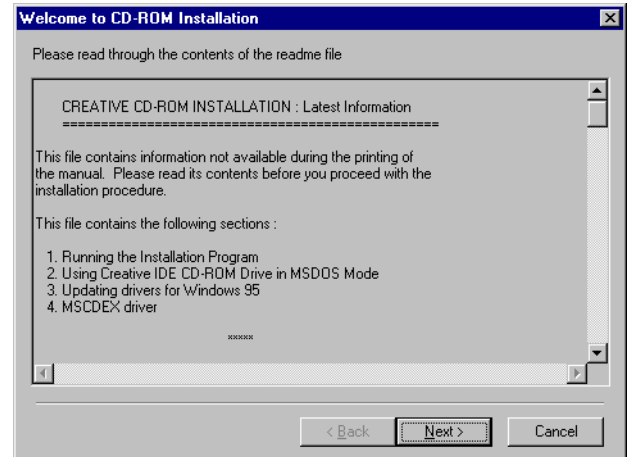 Welcome to CD-ROM Installation
Please read through the contents of the readme file
CREATIVE CD-ROM INSTALLATION : Latest Information
=================================================
This file contains information not available during the printing of
the manual.  Please read its contents before you proceed with the
installation procedure.
This file contains the following sections :
1. Running the Installation Program
2. Using Creative IDE CD-ROM Drive in MSDOS Mode
3. Updating drivers for Windows 95
4. MSCDEX driver
xxxxx
< Back Next > Cancel